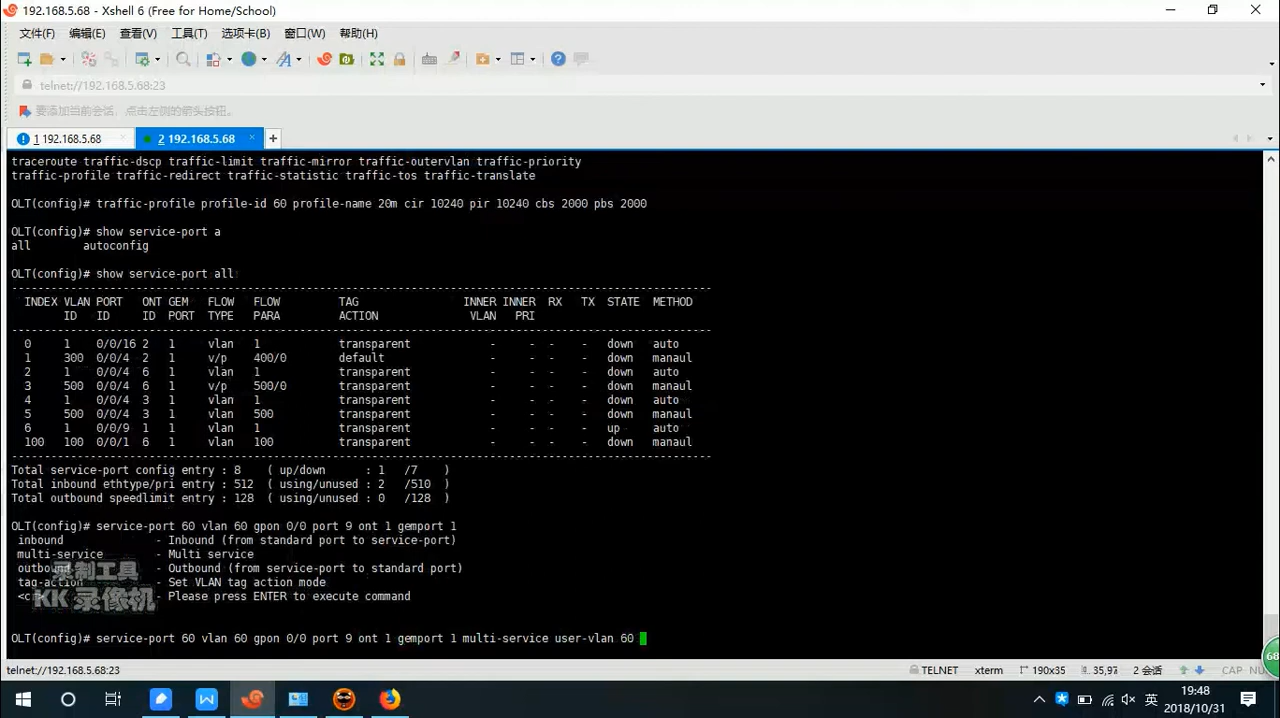 192.168.5.68 - Xshell 6 (Free for Home/School)
文件(F) 编辑(E) 查看(V) 工具(T) 选项卡(B) 窗口(W) 帮助(H)
telnet://192.168.5.68:23
要添加当前会话，点击左侧的箭头按钮。
1 192.168.5.68 × 2 192.168.5.68 × +
traceroute traffic-dscp traffic-limit traffic-mirror traffic-outervlan traffic-priority
traffic-profile traffic-redirect traffic-statistic traffic-tos traffic-translate
OLT(config)# traffic-profile profile-id 60 profile-name 20m cir 10240 pir 10240 cbs 2000 pbs 2000
OLT(config)# show service-port a
all autoconfig
OLT(config)# show service-port all
INDEX VLAN PORT ONT GEM FLOW FLOW TAG INNER INNER RX TX STATE METHOD
ID ID ID PORT TYPE PARA ACTION VLAN PRI
0 1 0/0/16 2 1 vlan 1 transparent - - - - down auto
1 300 0/0/4 2 1 v/p 400/0 default - - - - down manaul
2 1 0/0/4 6 1 vlan 1 transparent - - - - down auto
3 500 0/0/4 6 1 v/p 500/0 transparent - - - - down manaul
4 1 0/0/4 3 1 vlan 1 transparent - - - - down auto
5 500 0/0/4 3 1 vlan 500 transparent - - - - down manaul
6 1 0/0/9 1 1 vlan 1 transparent - - - - up auto
100 100 0/0/1 6 1 vlan 100 transparent - - - - down manaul
Total service-port config entry : 8 ( up/down : 1 /7 )
Total inbound ethtype/pri entry : 512 ( using/unused : 2 /510 )
Total outbound speedlimit entry : 128 ( using/unused : 0 /128 )
OLT(config)# service-port 60 vlan 60 gpon 0/0 port 9 ont 1 gemport 1
inbound - Inbound (from standard port to service-port)
multi-service - Multi service
outbound - Outbound (from service-port to standard port)
tag-action - Set VLAN tag action mode
<cr> - Please press ENTER to execute command
录制工具
KK 录像机
OLT(config)# service-port 60 vlan 60 gpon 0/0 port 9 ont 1 gemport 1 multi-service user-vlan 60
68
telnet://192.168.5.68:23 TELNET xterm 190x35 35,97 2 会话 CAP NU
英 19:48
2018/10/31